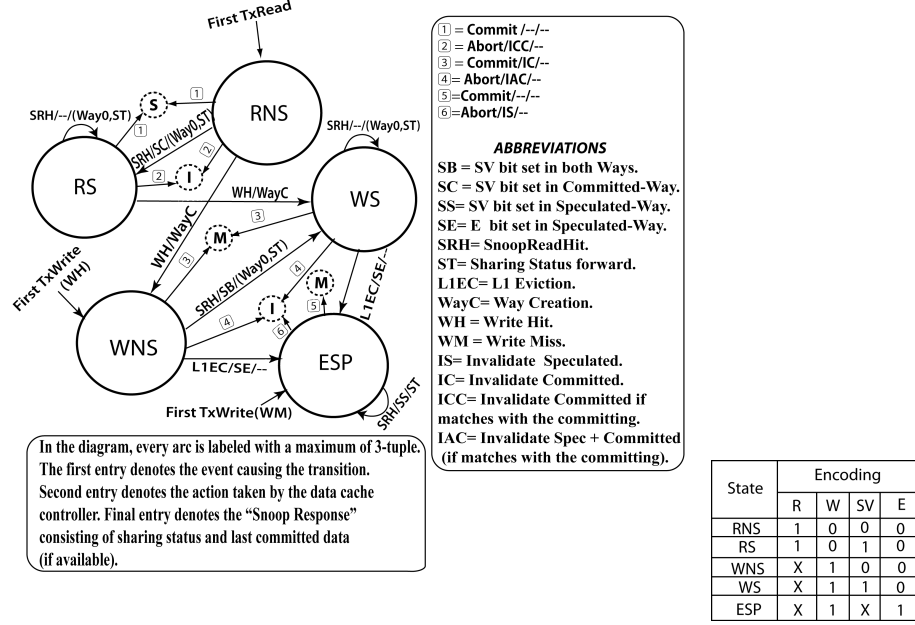 First TxRead
RNS
S
1
1
SRH/--/(Way0,ST)
SRH/SC/(Way0,ST)
SRH/--/(Way0,ST)
2
RS
2
I
WS
WH/WayC
3
M
WH/WayC
3
SRH/SB/(Way0,ST)
4
M
5
L1EC/SE/--
First TxWrite
(WH)
I
4
6
WNS
ESP
L1EC/SE/--
First TxWrite(WM)
SRH/SS/ST
1 = Commit /--/--
2 = Abort/ICC/--
3 = Commit/IC/--
4= Abort/IAC/--
5=Commit/--/--
6=Abort/IS/--
ABBREVIATIONS
SB = SV bit set in both Ways.
SC = SV bit set in Committed-Way.
SS= SV bit set in Speculated-Way.
SE= E bit set in Speculated-Way.
SRH= SnoopReadHit.
ST= Sharing Status forward.
L1EC= L1 Eviction.
WayC= Way Creation.
WH = Write Hit.
WM = Write Miss.
IS= Invalidate Speculated.
IC= Invalidate Committed.
ICC= Invalidate Committed if
matches with the committing.
IAC= Invalidate Spec + Committed
(if matches with the committing).
In the diagram, every arc is labeled with a maximum of 3-tuple.
The first entry denotes the event causing the transition.
Second entry denotes the action taken by the data cache
controller. Final entry denotes the “Snoop Response”
consisting of sharing status and last committed data
(if available).
State Encoding
R W SV E
RNS 1 0 0 0
RS 1 0 1 0
WNS X 1 0 0
WS X 1 1 0
ESP X 1 X 1